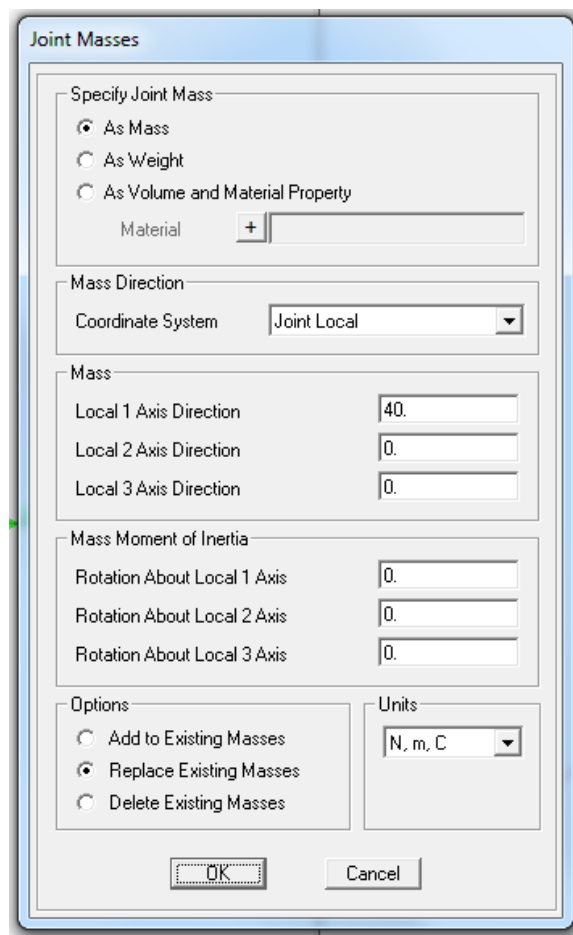 Joint Masses
Specify Joint Mass
As Mass
As Weight
As Volume and Material Property
Material +
Mass Direction
Coordinate System Joint Local
Mass
Local 1 Axis Direction 40.
Local 2 Axis Direction 0.
Local 3 Axis Direction 0.
Mass Moment of Inertia
Rotation About Local 1 Axis 0.
Rotation About Local 2 Axis 0.
Rotation About Local 3 Axis 0.
Options
Add to Existing Masses
Replace Existing Masses
Delete Existing Masses
Units
N, m, C
OK Cancel